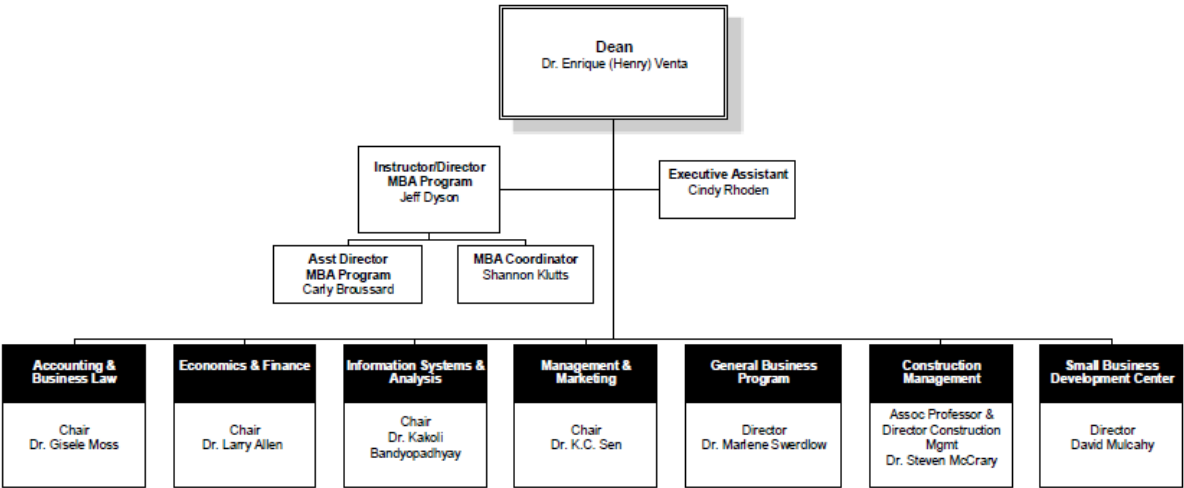 Dean
Dr. Enrique (Henry) Venta
Instructor/Director
MBA Program
Jeff Dyson
Executive Assistant
Cindy Rhoden
Asst Director
MBA Program
Carly Broussard
MBA Coordinator
Shannon Klutts
Accounting &
Business Law
Chair
Dr. Gisele Moss
Economics & Finance
Chair
Dr. Larry Allen
Information Systems &
Analysis
Chair
Dr. Kakoli
Bandyopadhyay
Management &
Marketing
Chair
Dr. K.C. Sen
General Business
Program
Director
Dr. Marlene Swerdlow
Construction
Management
Assoc Professor &
Director Construction
Mgmt
Dr. Steven McCrary
Small Business
Development Center
Director
David Mulcahy